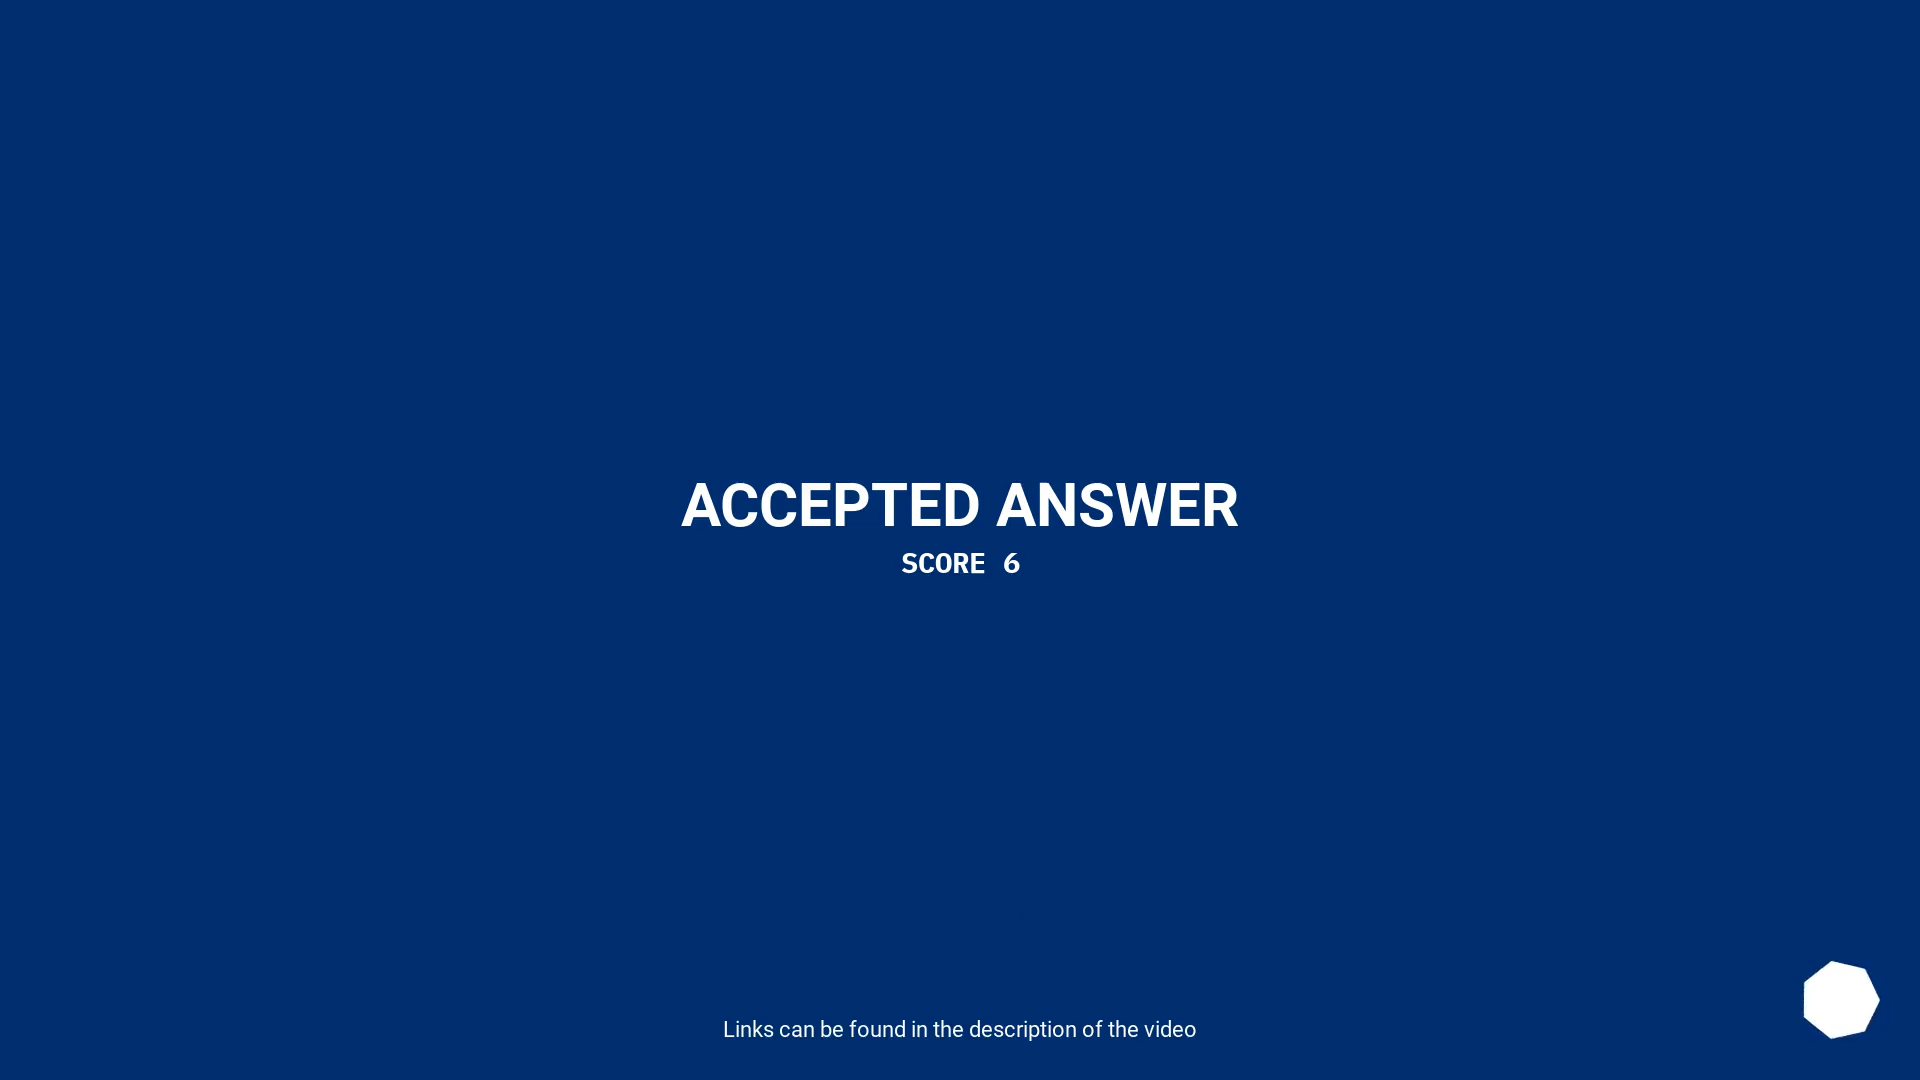 ACCEPTED ANSWER
SCORE 6
Links can be found in the description of the video